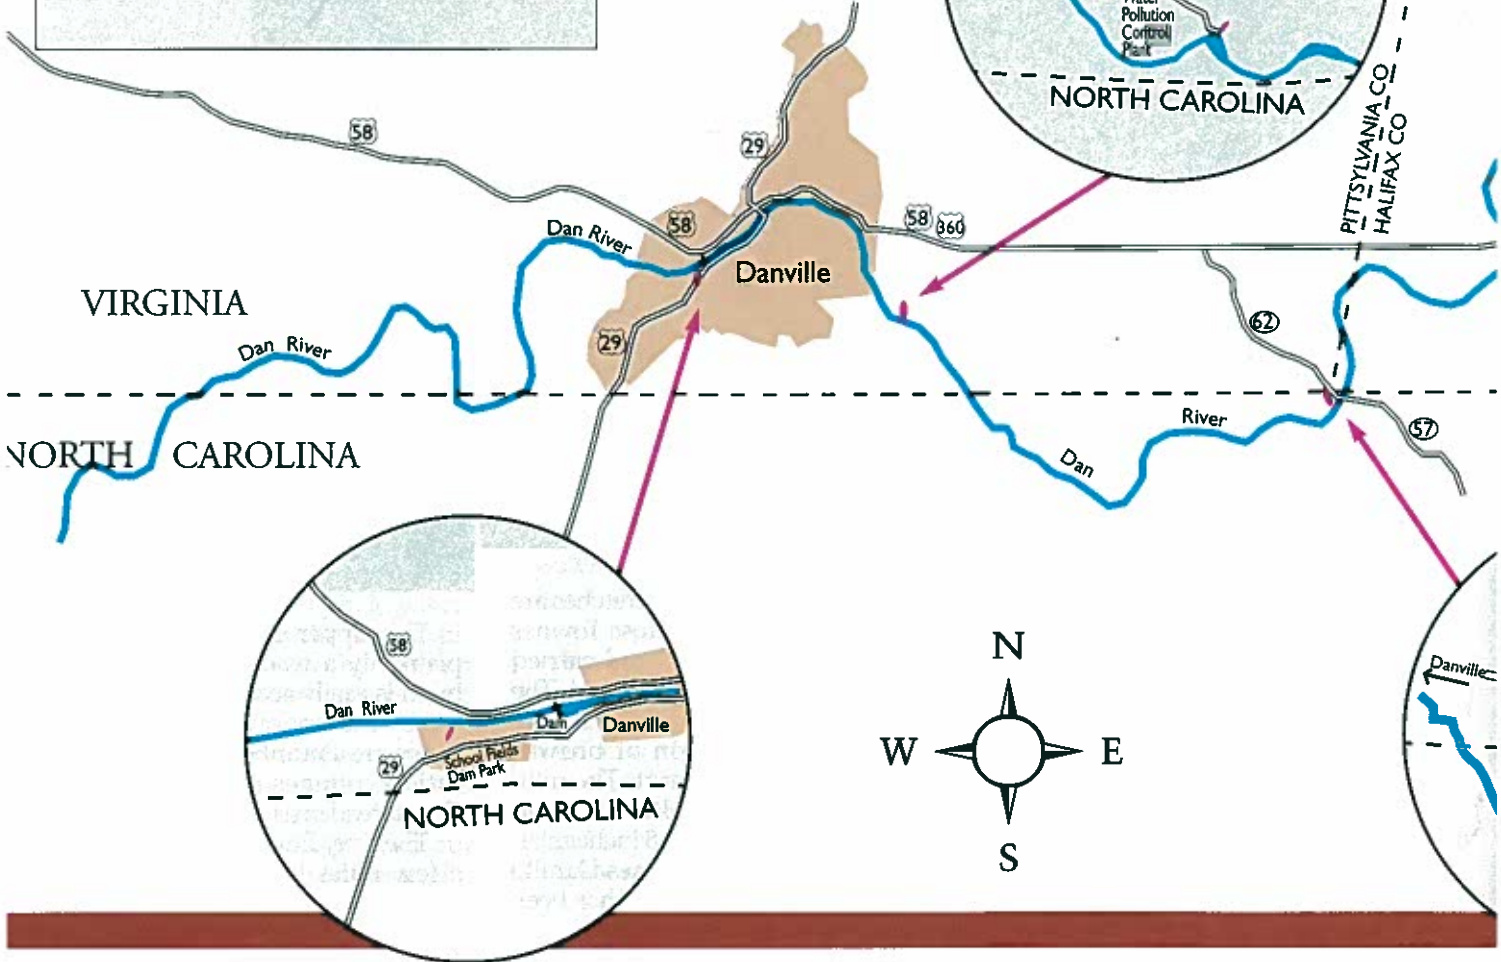 Water
Pollution
Control
Plant
NORTH CAROLINA
PITTSYLVANIA CO
HALIFAX CO
58
29
58
58
360
Dan River
Danville
VIRGINIA
62
29
Dan River
River
57
NORTH CAROLINA
Dan
58
Danville
Dan River
Dam
Danville
School Fields
Dam Park
29
NORTH CAROLINA
N
W
E
S